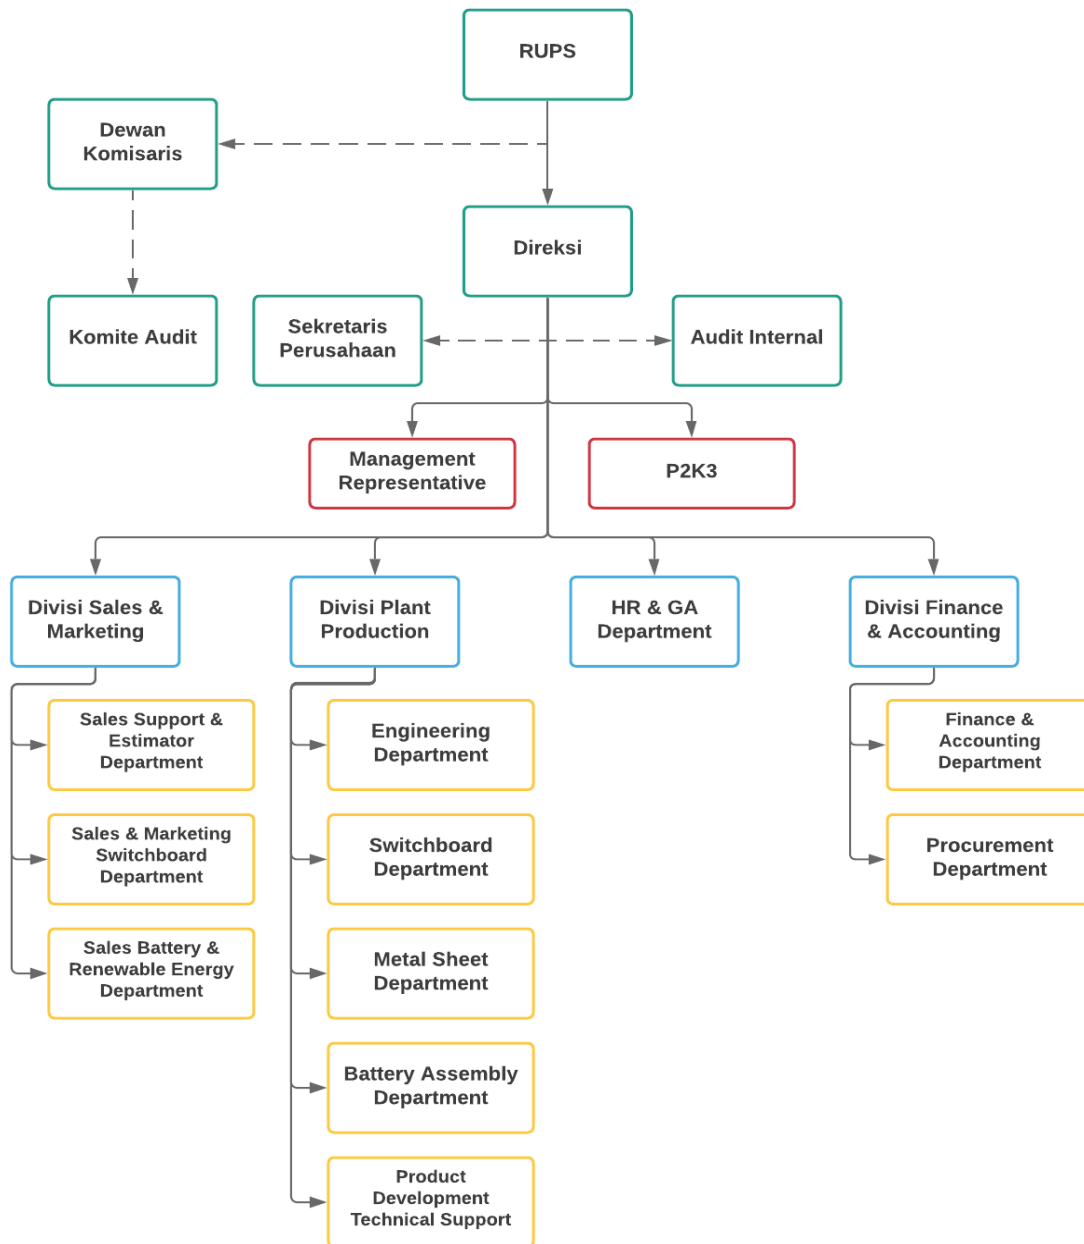 RUPS
Dewan
Komisaris
Direksi
Komite Audit
Sekretaris
Perusahaan
Audit Internal
Management
Representative
P2K3
Divisi Sales &
Marketing
Divisi Plant
Production
HR & GA
Department
Divisi Finance
& Accounting
Sales Support &
Estimator
Department
Engineering
Department
Finance &
Accounting
Department
Sales & Marketing
Switchboard
Department
Switchboard
Department
Procurement
Department
Sales Battery &
Renewable Energy
Department
Metal Sheet
Department
Battery Assembly
Department
Product
Development
Technical Support